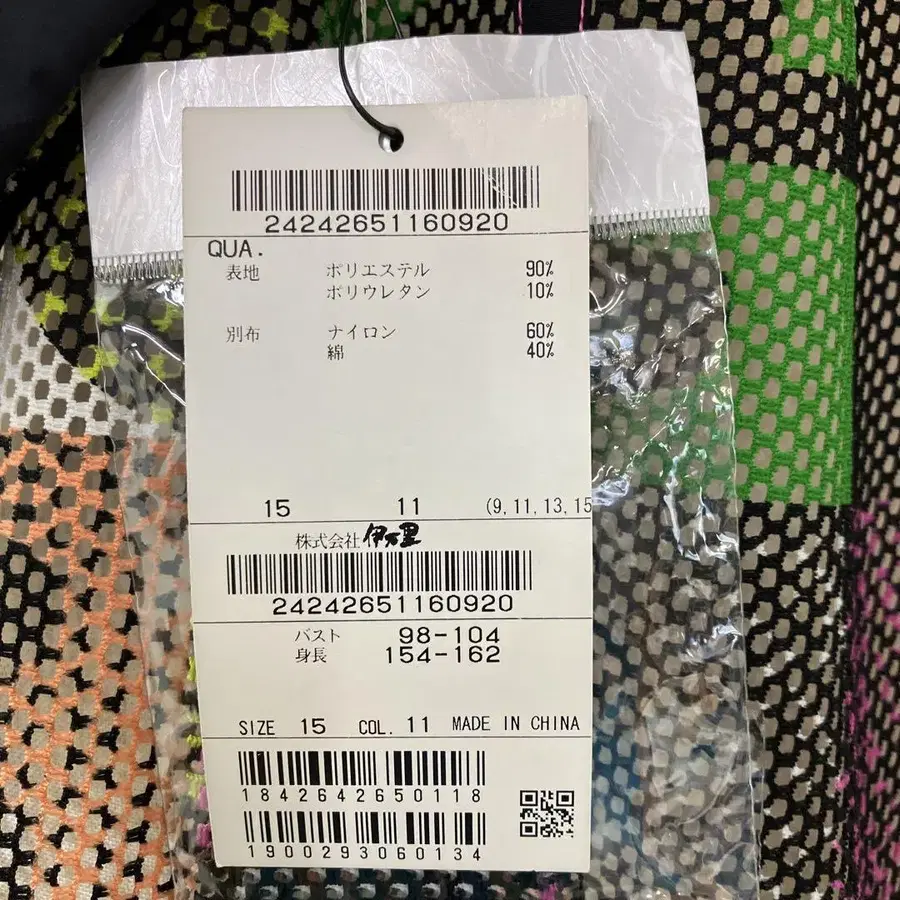 24242651160920
QUA.
表地 ポリエステル 90%
ポリウレタン 10%
別布 ナイロン 60%
綿 40%
15 11 (9,11,13,15
株式会社伊万里
24242651160920
バスト 98-104
身長 154-162
SIZE 15 COL. 11 MADE IN CHINA
1842642650118
1900293060134